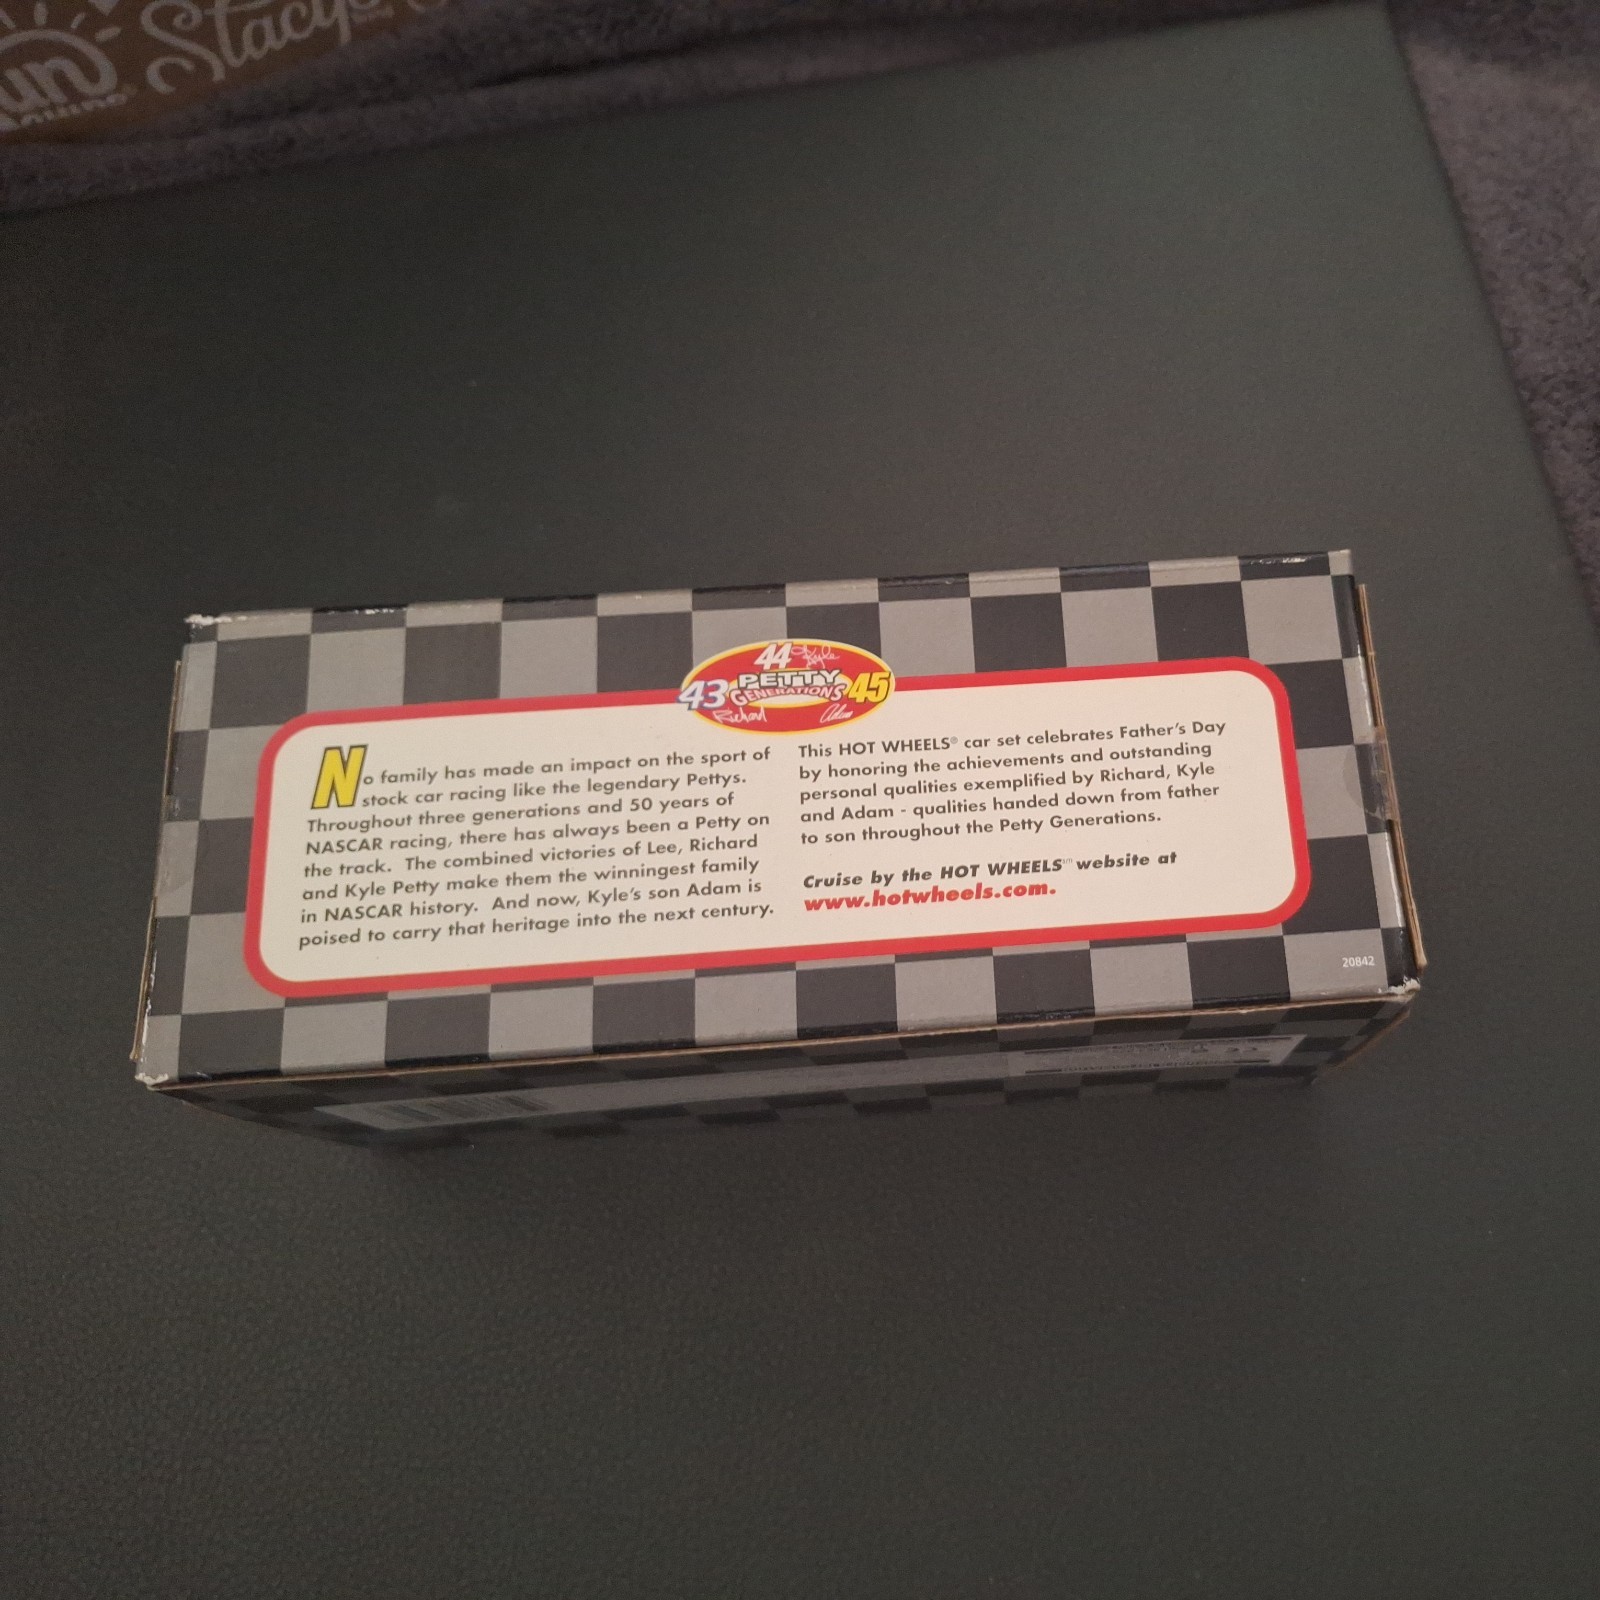 Stacy's
44 Kyle
43 PETTY 45
GENERATIONS
Richard Adam
No family has made an impact on the sport of
stock car racing like the legendary Pettys.
Throughout three generations and 50 years of
NASCAR racing, there has always been a Petty on
the track. The combined victories of Lee, Richard
and Kyle Petty make them the winningest family
in NASCAR history. And now, Kyle's son Adam is
poised to carry that heritage into the next century.
This HOT WHEELS® car set celebrates Father's Day
by honoring the achievements and outstanding
personal qualities exemplified by Richard, Kyle
and Adam - qualities handed down from father
to son throughout the Petty Generations.
Cruise by the HOT WHEELS℠ website at
www.hotwheels.com.
20842